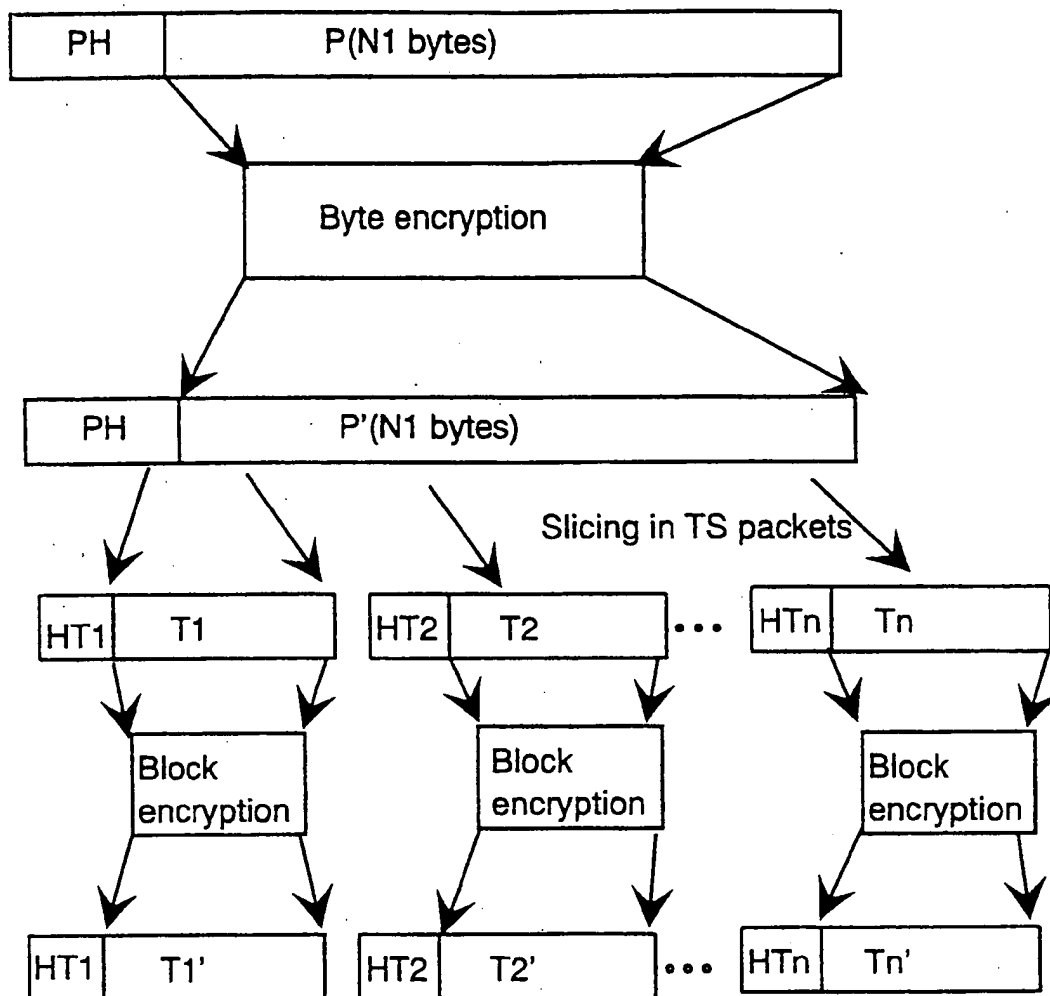 PH P(N1 bytes)
Byte encryption
PH P'(N1 bytes)
Slicing in TS packets
HT1 T1 HT2 T2 ••• HTn Tn
Block encryption Block encryption Block encryption
HT1 T1' HT2 T2' ••• HTn Tn'